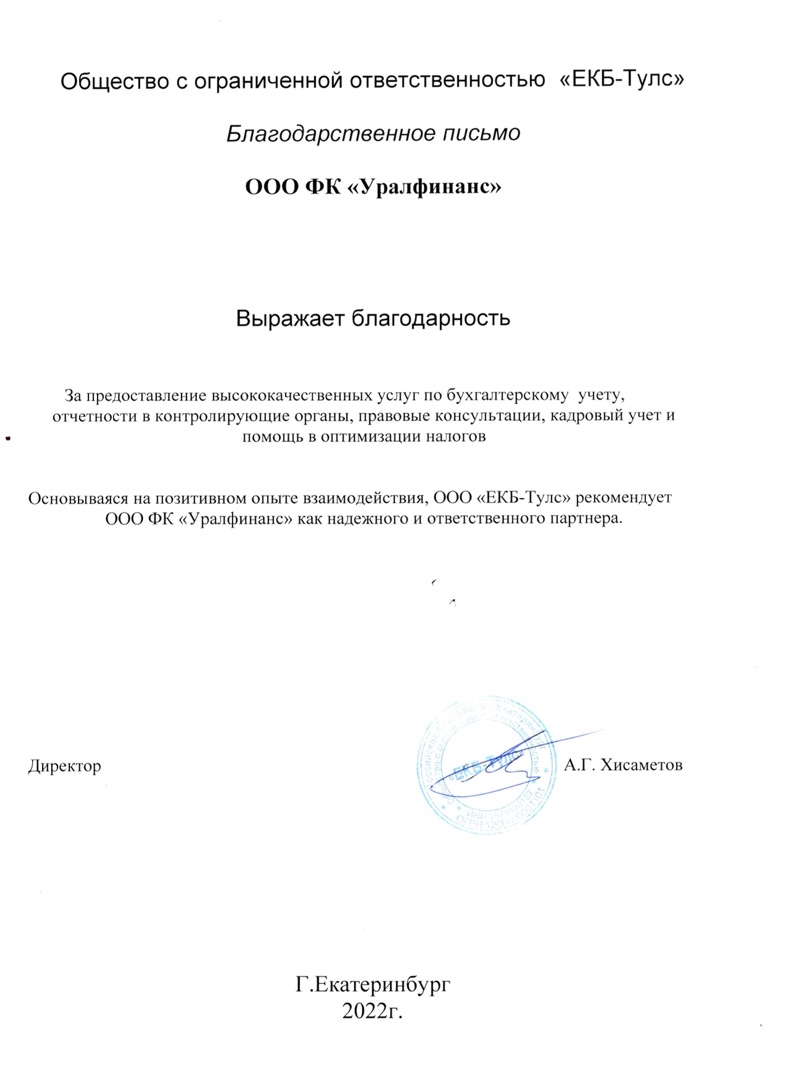 Общество с ограниченной ответственностью «ЕКБ-Тулс»
Благодарственное письмо
ООО ФК «Уралфинанс»
Выражает благодарность
За предоставление высококачественных услуг по бухгалтерскому учету,
отчетности в контролирующие органы, правовые консультации, кадровый учет и
помощь в оптимизации налогов
Основываяся на позитивном опыте взаимодействия, ООО «ЕКБ-Тулс» рекомендует
ООО ФК «Уралфинанс» как надежного и ответственного партнера.
Директор
«ЕКБ-Тулс»
А.Г. Хисаметов
Г.Екатеринбург
2022г.